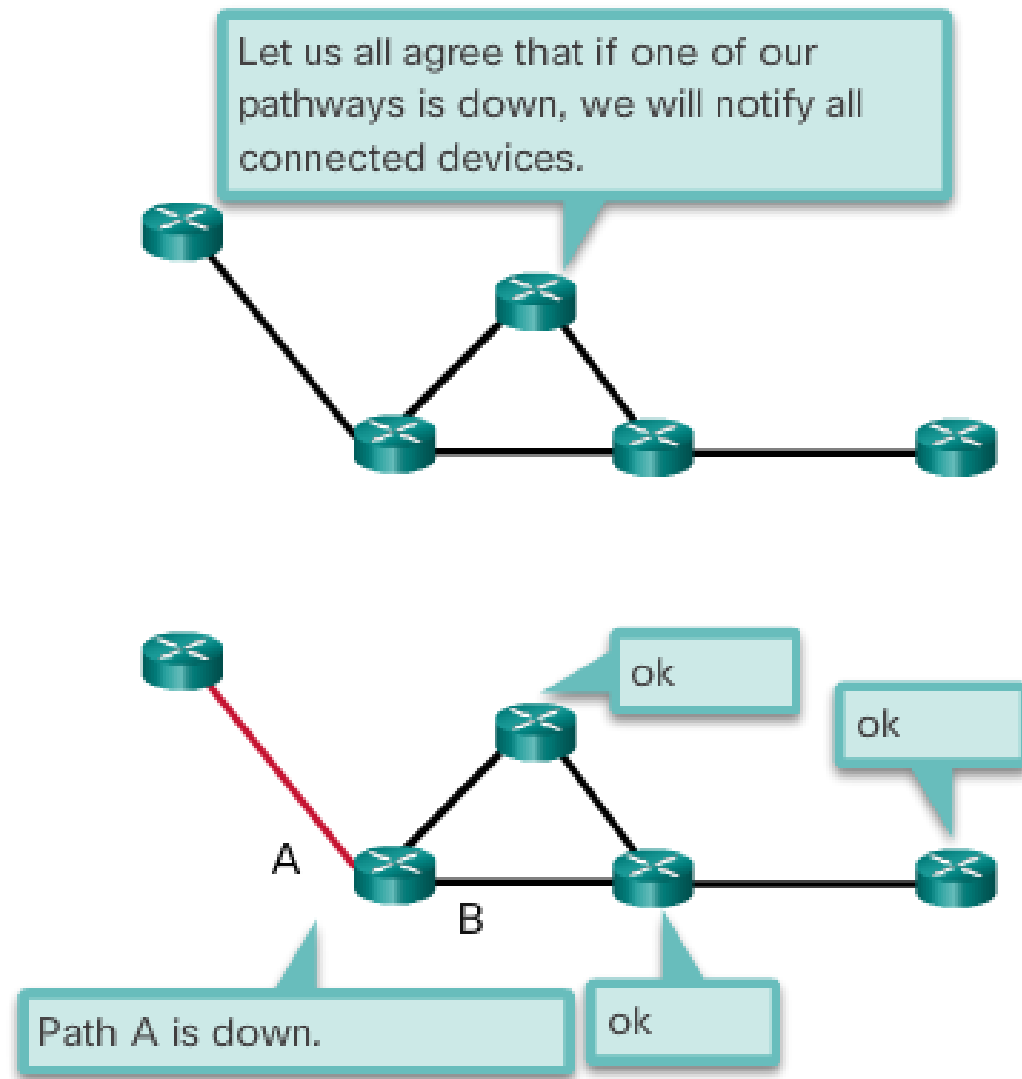 Let us all agree that if one of our
pathways is down, we will notify all
connected devices.
ok
ok
A
B
Path A is down.
ok